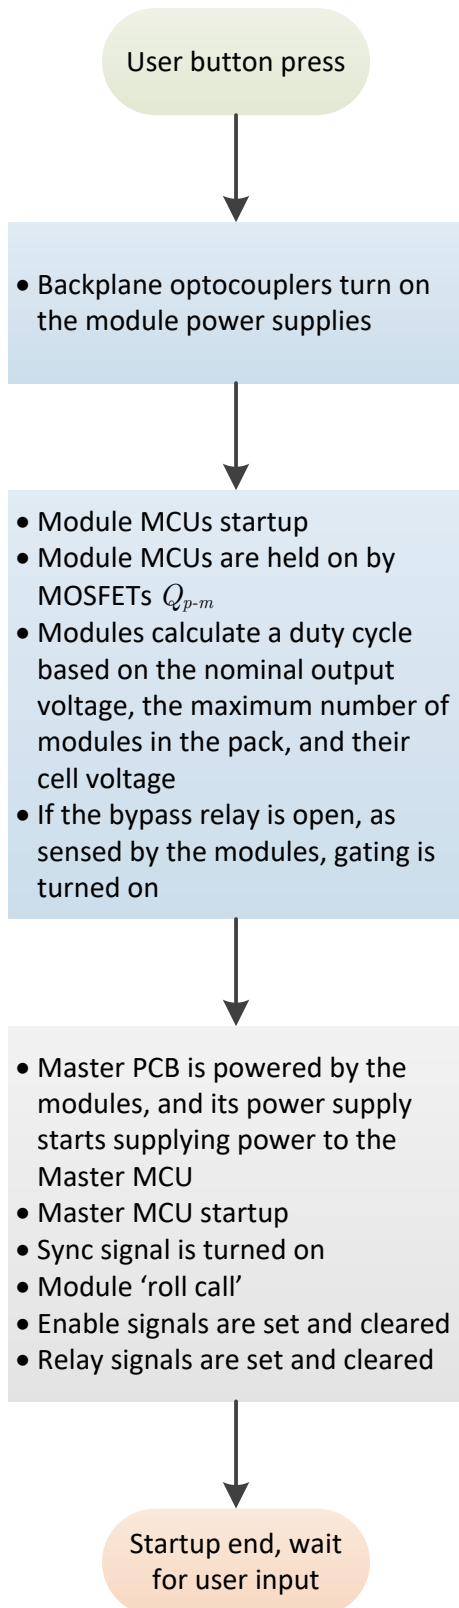 User button press
• Backplane optocouplers turn on
the module power supplies
• Module MCUs startup
• Module MCUs are held on by
MOSFETs Qp-m
• Modules calculate a duty cycle
based on the nominal output
voltage, the maximum number of
modules in the pack, and their
cell voltage
• If the bypass relay is open, as
sensed by the modules, gating is
turned on
• Master PCB is powered by the
modules, and its power supply
starts supplying power to the
Master MCU
• Master MCU startup
• Sync signal is turned on
• Module ‘roll call’
• Enable signals are set and cleared
• Relay signals are set and cleared
Startup end, wait
for user input